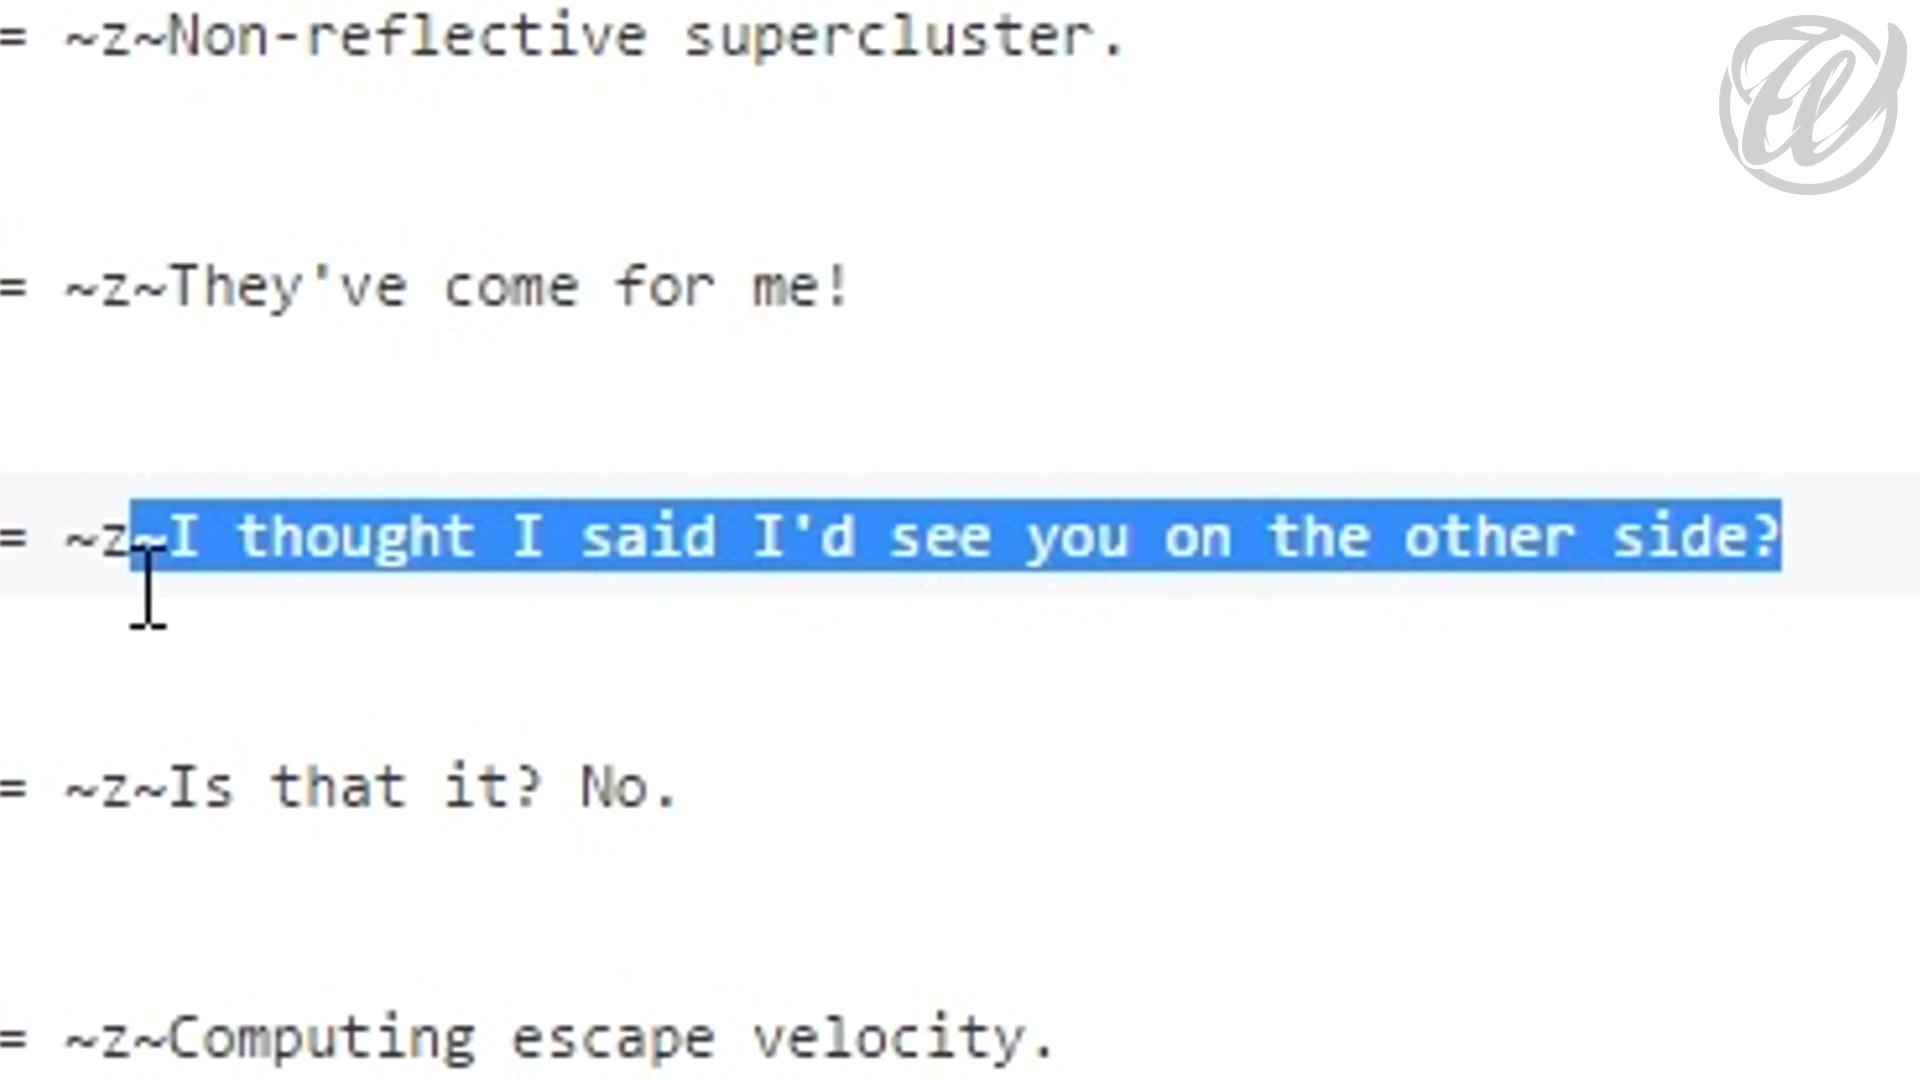 = ~z~Non-reflective supercluster.
= ~z~They've come for me!
= ~z~I thought I said I'd see you on the other side?
= ~z~Is that it? No.
= ~z~Computing escape velocity.